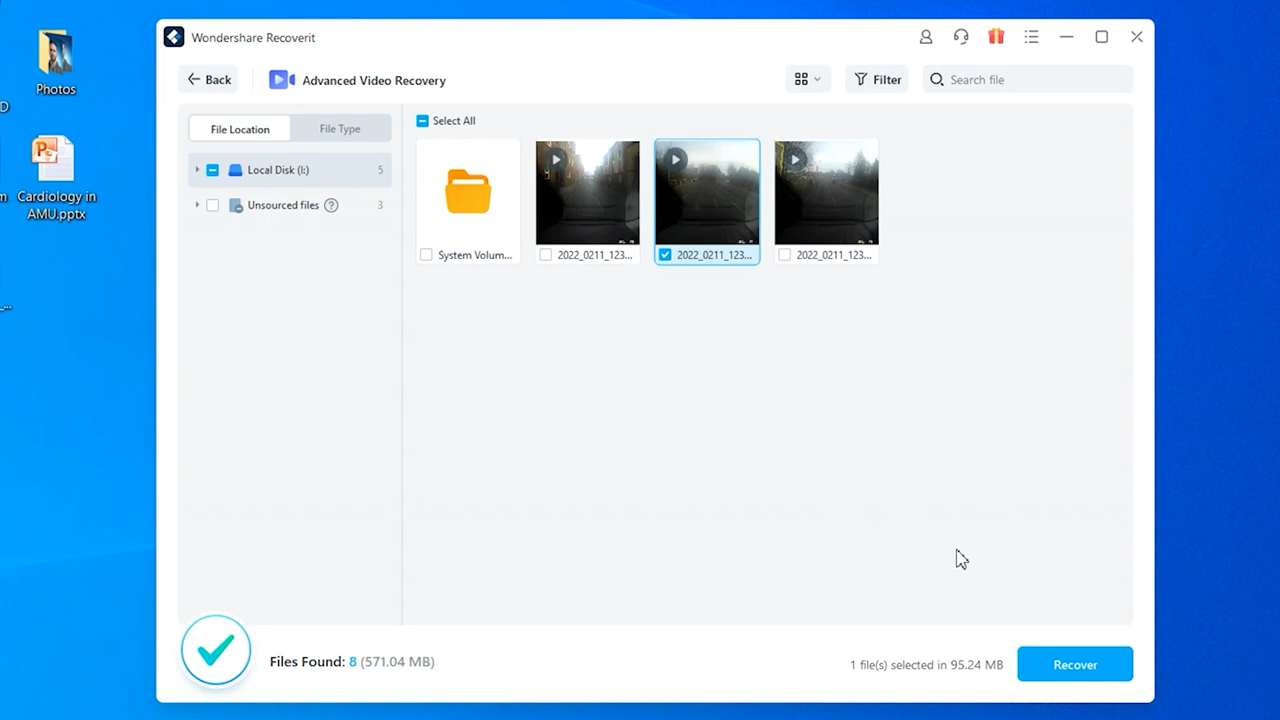 Photos
Cardiology in
AMU.pptx
Wondershare Recoverit
Back
Advanced Video Recovery
Filter
Search file
File Location
File Type
Local Disk (I:) 5
Unsourced files ? 3
Select All
System Volum...
2022_0211_123...
2022_0211_123...
2022_0211_123...
Files Found: 8 (571.04 MB)
1 file(s) selected in 95.24 MB
Recover